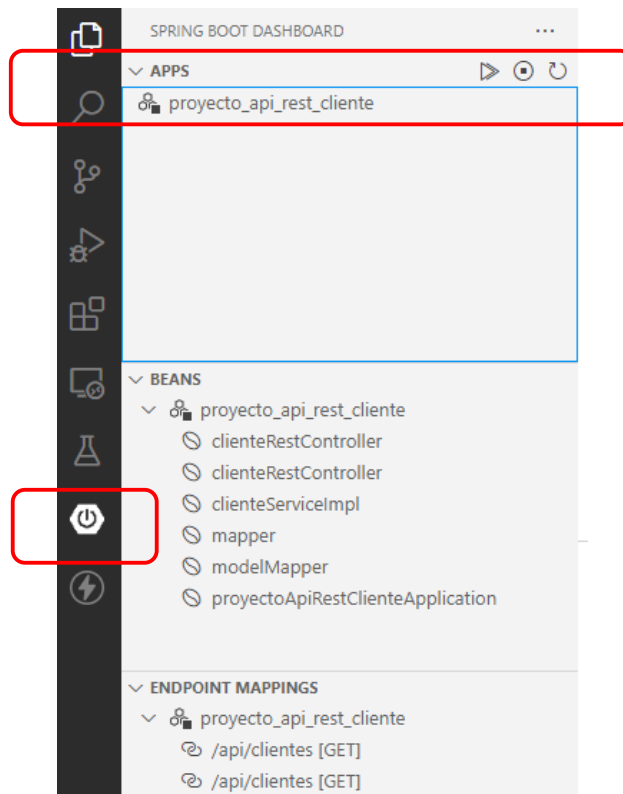 SPRING BOOT DASHBOARD
APPS
proyecto_api_rest_cliente
BEANS
proyecto_api_rest_cliente
clienteRestController
clienteRestController
clienteServiceImpl
mapper
modelMapper
proyectoApiRestClienteApplication
ENDPOINT MAPPINGS
proyecto_api_rest_cliente
/api/clientes [GET]
/api/clientes [GET]